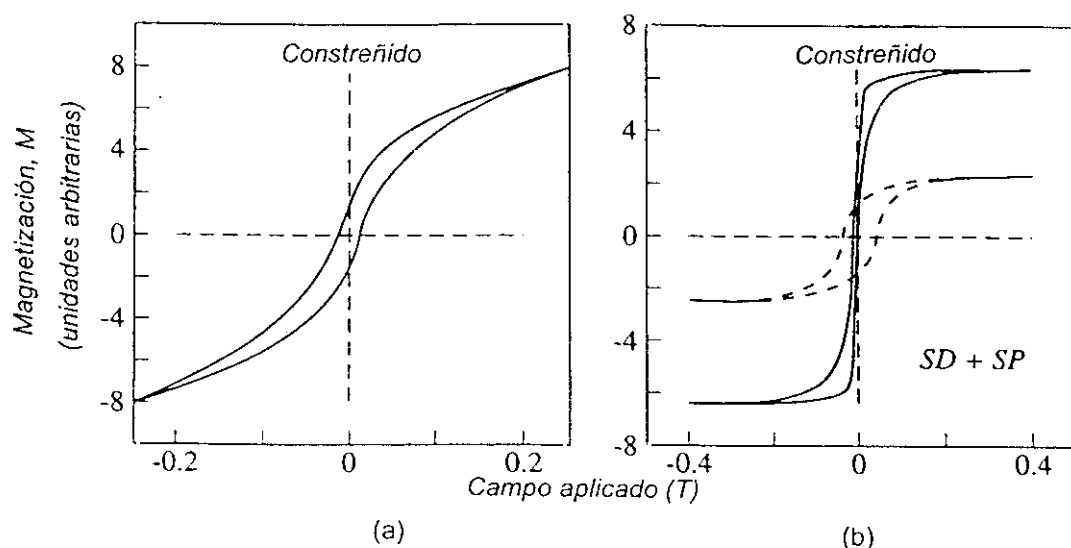 Magnetización, M
(unidades arbitrarias)
Constreñido
8
4
0
-4
-8
-0.2
0
0.2
(a)
Constreñido
8
4
0
-4
-8
SD + SP
-0.4
0
0.4
(b)
Campo aplicado (T)